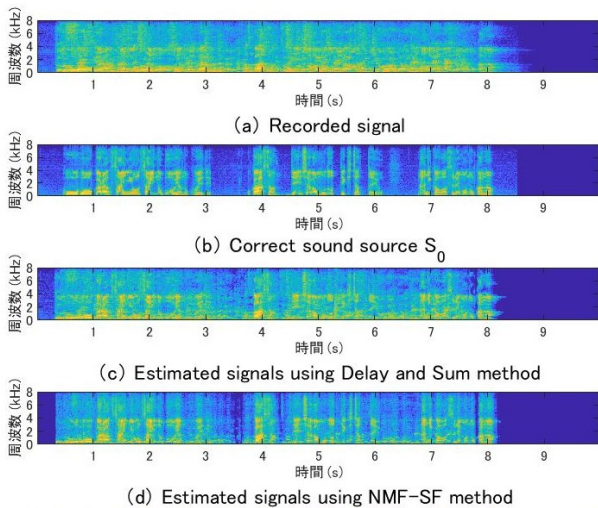 周波数 (kHz)
8
6
4
2
0
1 2 3 4 5 6 7 8 9
時間 (s)
(a) Recorded signal
周波数 (kHz)
8
6
4
2
0
1 2 3 4 5 6 7 8 9
時間 (s)
(b) Correct sound source S0
周波数 (kHz)
8
6
4
2
0
1 2 3 4 5 6 7 8 9
時間 (s)
(c) Estimated signals using Delay and Sum method
周波数 (kHz)
8
6
4
2
0
1 2 3 4 5 6 7 8 9
時間 (s)
(d) Estimated signals using NMF-SF method